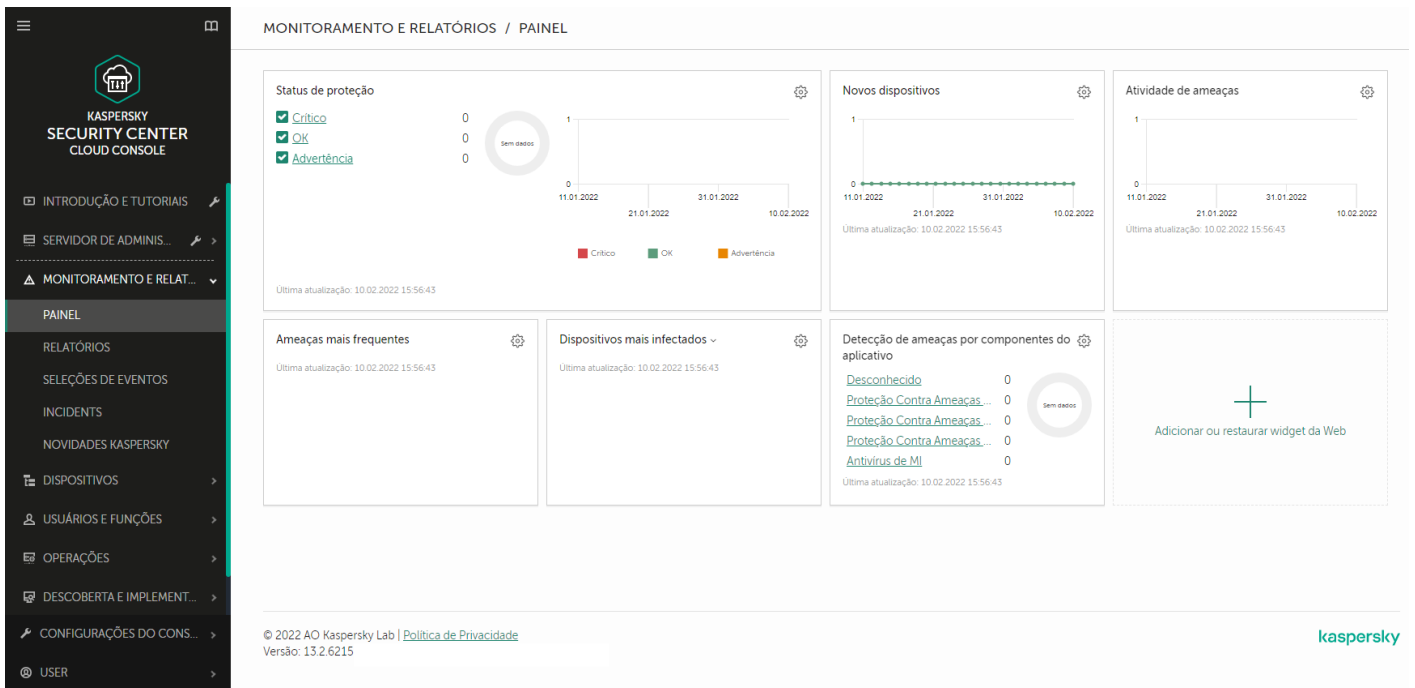 KASPERSKY
SECURITY CENTER
CLOUD CONSOLE
INTRODUÇÃO E TUTORIAIS
SERVIDOR DE ADMINIS...
MONITORAMENTO E RELAT...
PAINEL
RELATÓRIOS
SELEÇÕES DE EVENTOS
INCIDENTS
NOVIDADES KASPERSKY
DISPOSITIVOS
USUÁRIOS E FUNÇÕES
OPERAÇÕES
DESCOBERTA E IMPLEMENT...
CONFIGURAÇÕES DO CONS...
USER
MONITORAMENTO E RELATÓRIOS / PAINEL
Status de proteção
Crítico 0
OK 0
Advertência 0
Sem dados
1
0
11.01.2022 31.01.2022
21.01.2022 10.02.2022
Crítico OK Advertência
Última atualização: 10.02.2022 15:56:43
Novos dispositivos
1
0
11.01.2022 31.01.2022
21.01.2022 10.02.2022
Última atualização: 10.02.2022 15:56:43
Atividade de ameaças
1
0
11.01.2022 31.01.2022
21.01.2022 10.02.2022
Última atualização: 10.02.2022 15:56:43
Ameaças mais frequentes
Última atualização: 10.02.2022 15:56:43
Dispositivos mais infectados
Última atualização: 10.02.2022 15:56:43
Detecção de ameaças por componentes do
aplicativo
Desconhecido 0
Proteção Contra Ameaças ... 0
Proteção Contra Ameaças ... 0
Proteção Contra Ameaças ... 0
Antivírus de MI 0
Sem dados
Última atualização: 10.02.2022 15:56:43
Adicionar ou restaurar widget da Web
© 2022 AO Kaspersky Lab | Política de Privacidade
Versão: 13.2.6215
kaspersky